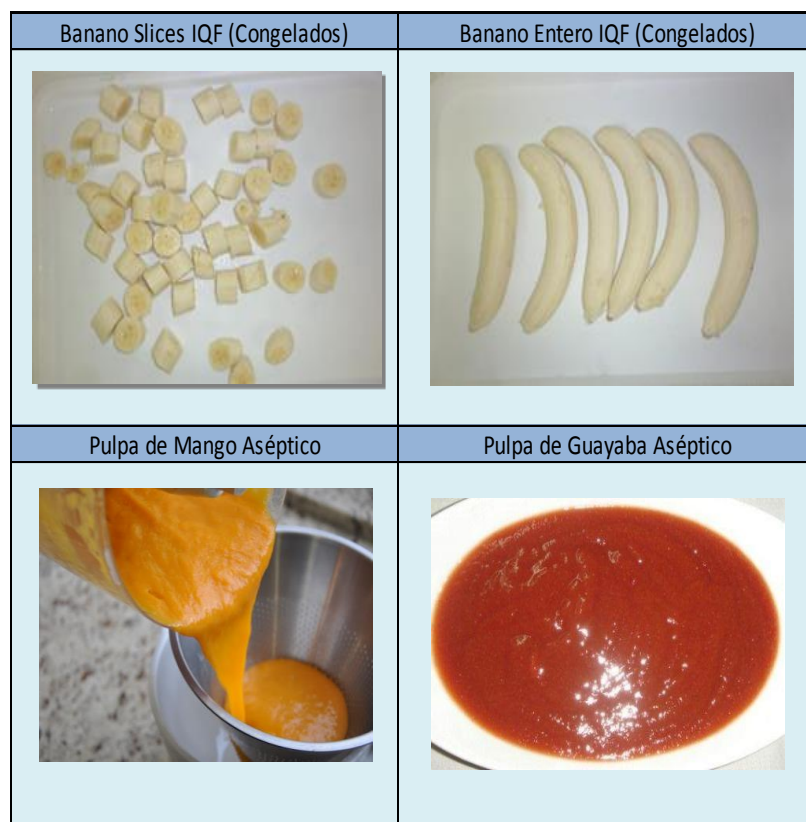 Banano Slices IQF (Congelados)
Banano Entero IQF (Congelados)
Pulpa de Mango Aséptico
Pulpa de Guayaba Aséptico